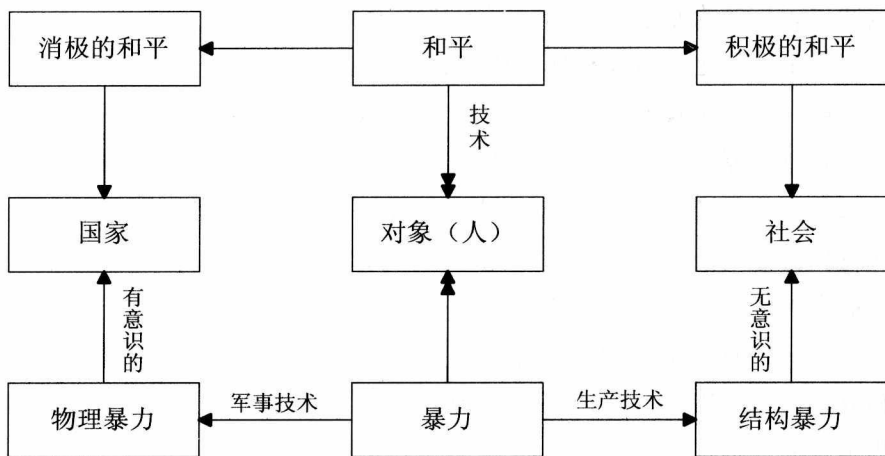 消极的和平
和平
积极的和平
技术
国家
对象（人）
社会
有意识的
无意识的
物理暴力
军事技术
暴力
生产技术
结构暴力